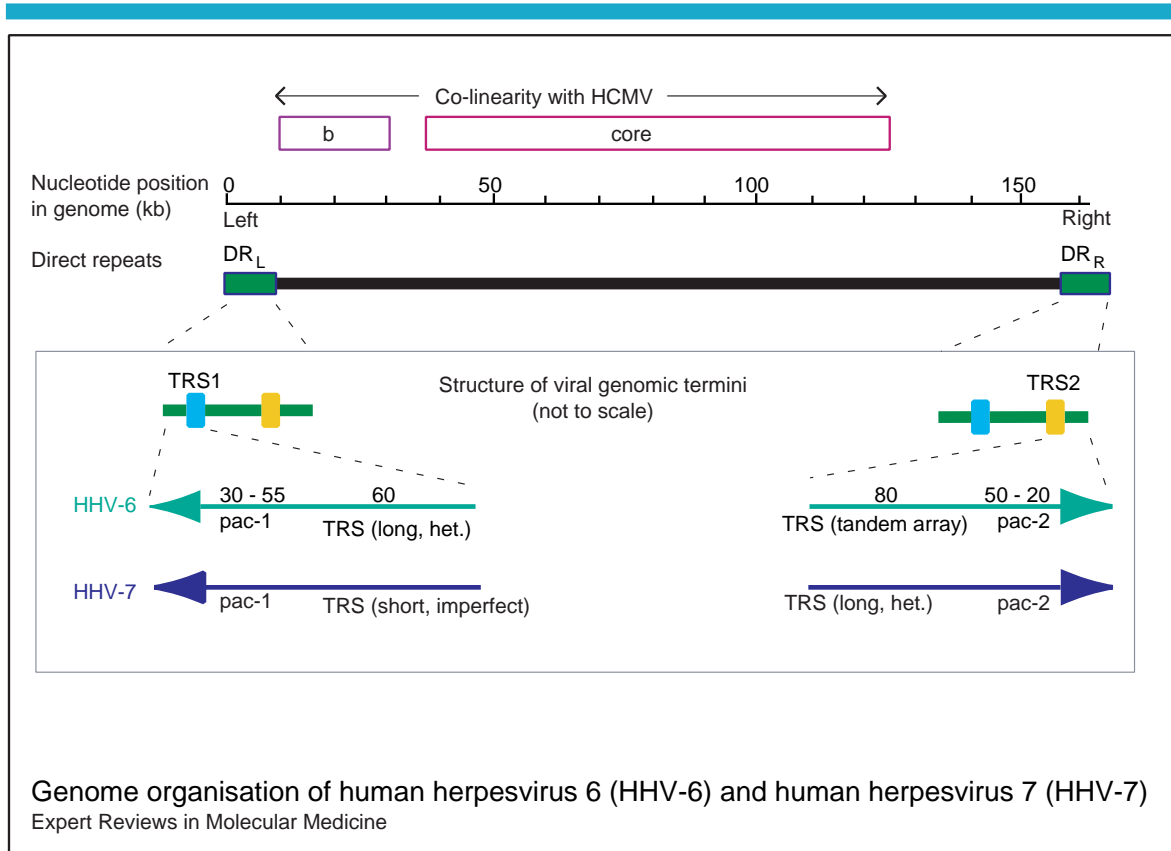 Co-linearity with HCMV
b
core
Nucleotide position
in genome (kb)
0
50
100
150
Left
Right
Direct repeats
DR L
DR R
TRS1
Structure of viral genomic termini
(not to scale)
TRS2
HHV-6
30 - 55
60
80
50 - 20
pac-1
TRS (long, het.)
TRS (tandem array)
pac-2
HHV-7
pac-1
TRS (short, imperfect)
TRS (long, het.)
pac-2
Genome organisation of human herpesvirus 6 (HHV-6) and human herpesvirus 7 (HHV-7)
Expert Reviews in Molecular Medicine